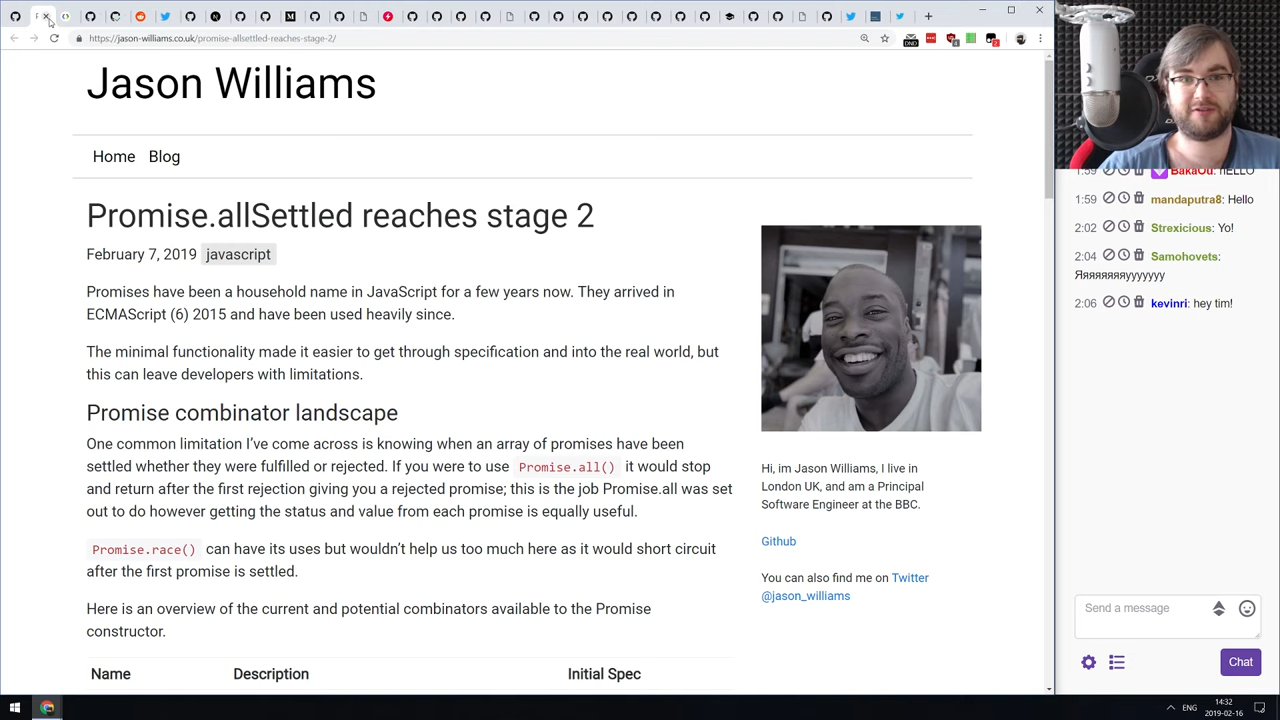 https://jason-williams.uk/promise-allsettled-reaches-stage-2/
DND
4
2
Jason Williams
Home Blog
Promise.allSettled reaches stage 2
February 7, 2019 javascript
Promises have been a household name in JavaScript for a few years now. They arrived in
ECMAScript (6) 2015 and have been used heavily since.
The minimal functionality made it easier to get through specification and into the real world, but
this can leave developers with limitations.
Promise combinator landscape
One common limitation I've come across is knowing when an array of promises have been
settled whether they were fulfilled or rejected. If you were to use Promise.all() it would stop
and return after the first rejection giving you a rejected promise; this is the job Promise.all was set
out to do however getting the status and value from each promise is equally useful.
Promise.race() can have its uses but wouldn't help us too much here as it would short circuit
after the first promise is settled.
Here is an overview of the current and potential combinators available to the Promise
constructor.
Name Description Initial Spec
Hi, im Jason Williams, I live in
London UK, and am a Principal
Software Engineer at the BBC.
Github
You can also find me on Twitter
@jason_williams
1:59 BakaOu: hELLO
1:59 mandaputra8: Hello
2:02 Strexicious: Yo!
2:04 Samohovets:
Яяяяяяяяууууууу
2:06 kevinri: hey tim!
Send a message
Chat
ENG
14:32
2019-02-16